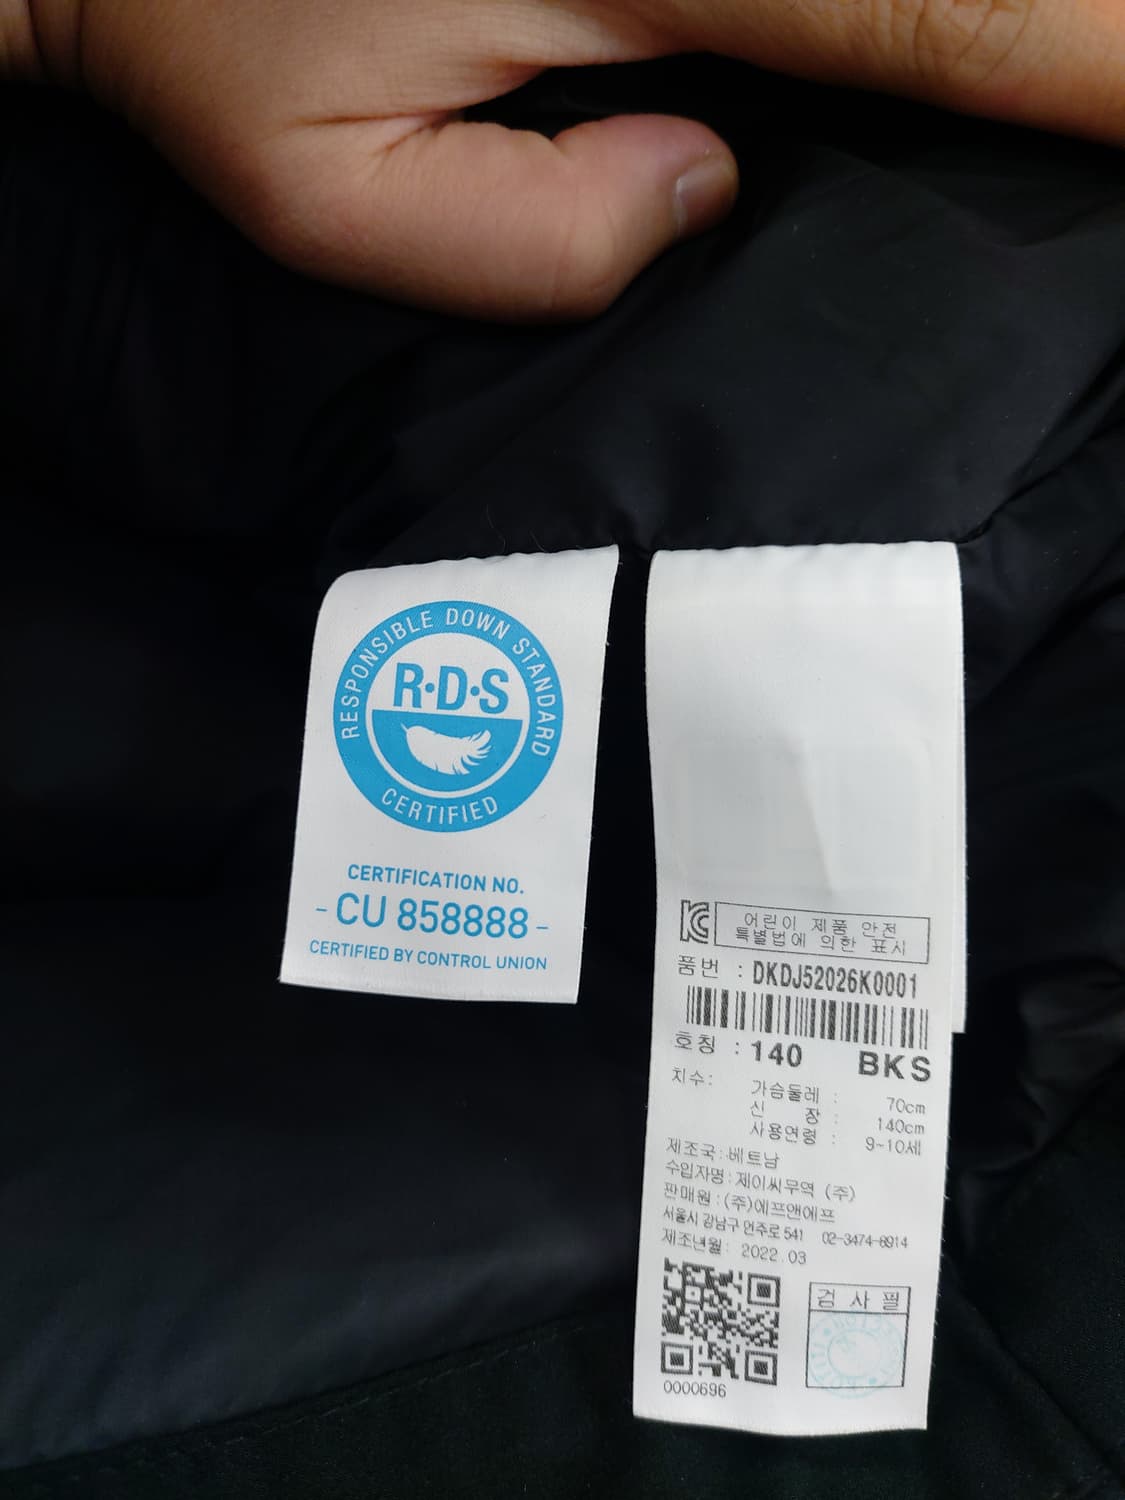 RESPONSIBLE DOWN STANDARD
R·D·S
CERTIFIED
CERTIFICATION NO.
- CU 858888 -
CERTIFIED BY CONTROL UNION
어린이 제품 안전
특별법에 의한 표시
품번 : DKDJ52026K0001
호칭 : 140 BKS
치수: 가슴둘레 : 70cm
신 장 : 140cm
사용연령 : 9-10세
제조국:베트남
수입자명:제이씨무역 (주)
판매원:(주)에프앤에프
서울시 강남구 언주로 541 02-3474-8914
제조년월: 2022.03
검 사 필
0000696